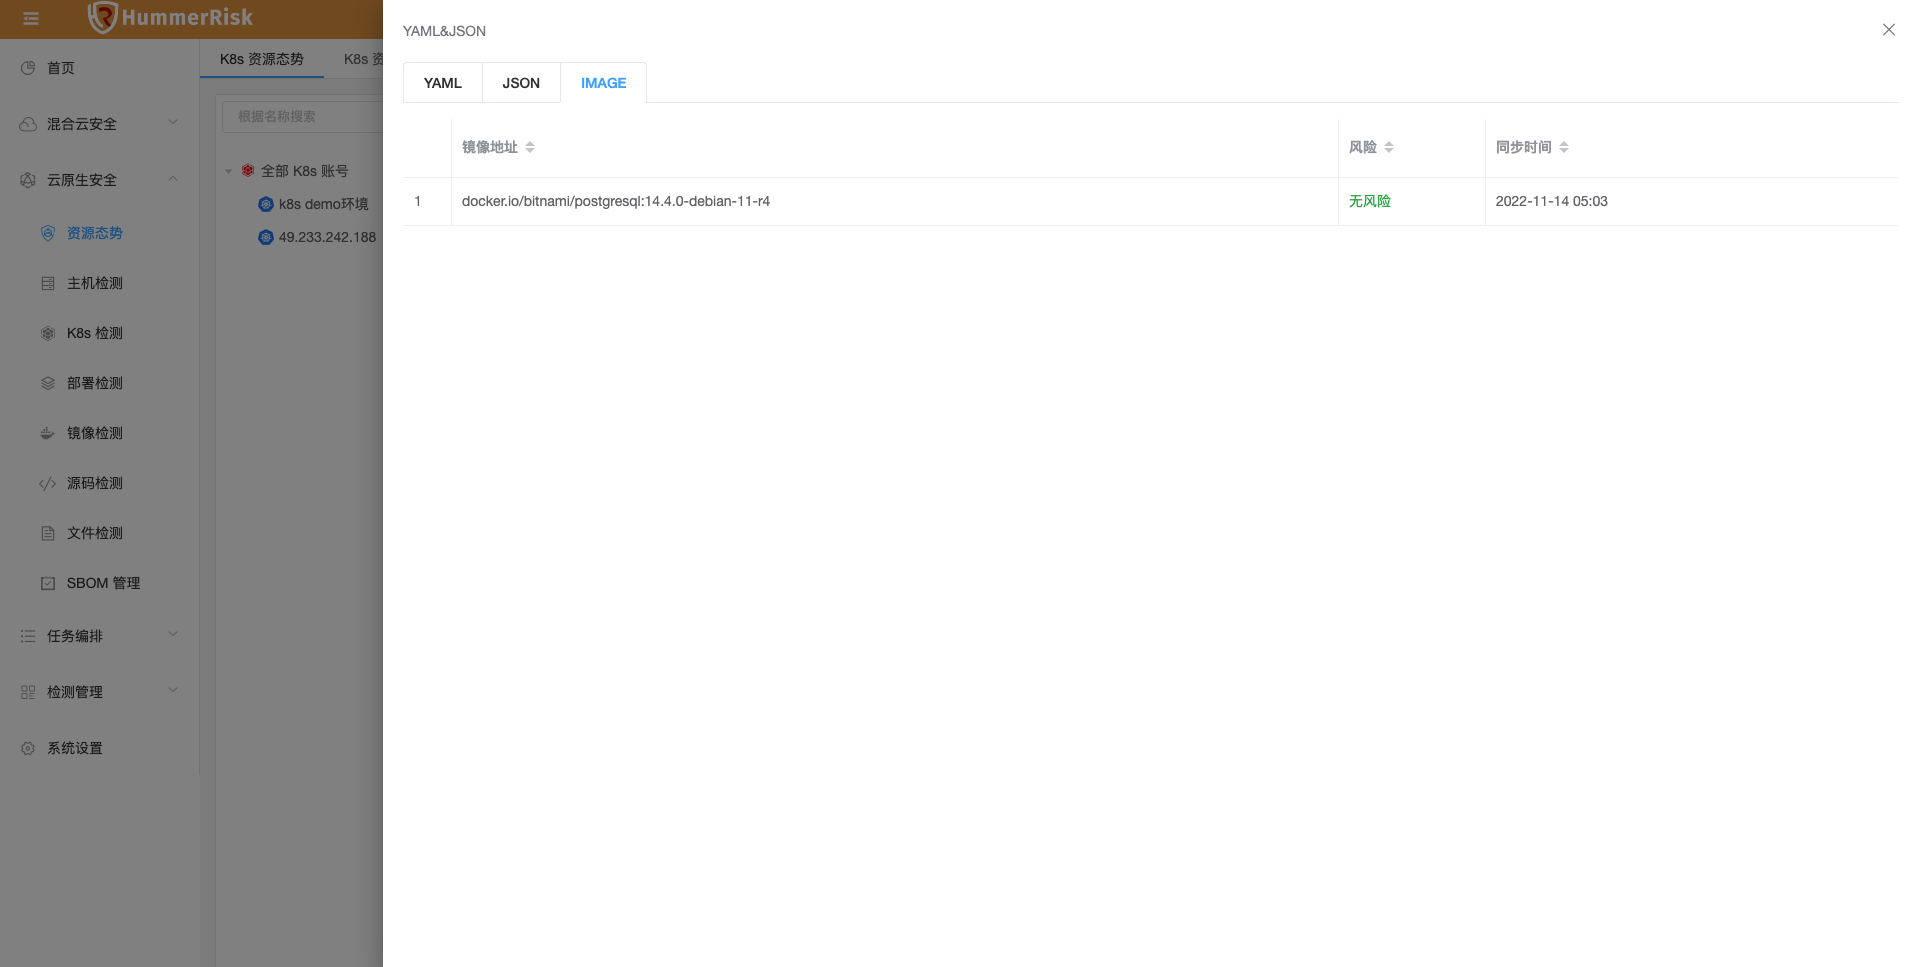 HummerRisk
首页
混合云安全
云原生安全
资源态势
主机检测
K8s 检测
部署检测
镜像检测
源码检测
文件检测
SBOM 管理
任务编排
检测管理
系统设置
K8s 资源态势
K8s 资
根据名称搜索
全部 K8s 账号
k8s demo环境
49.233.242.188
YAML&JSON
YAML
JSON
IMAGE
镜像地址
风险
同步时间
1
docker.io/bitnami/postgresql:14.4.0-debian-11-r4
无风险
2022-11-14 05:03